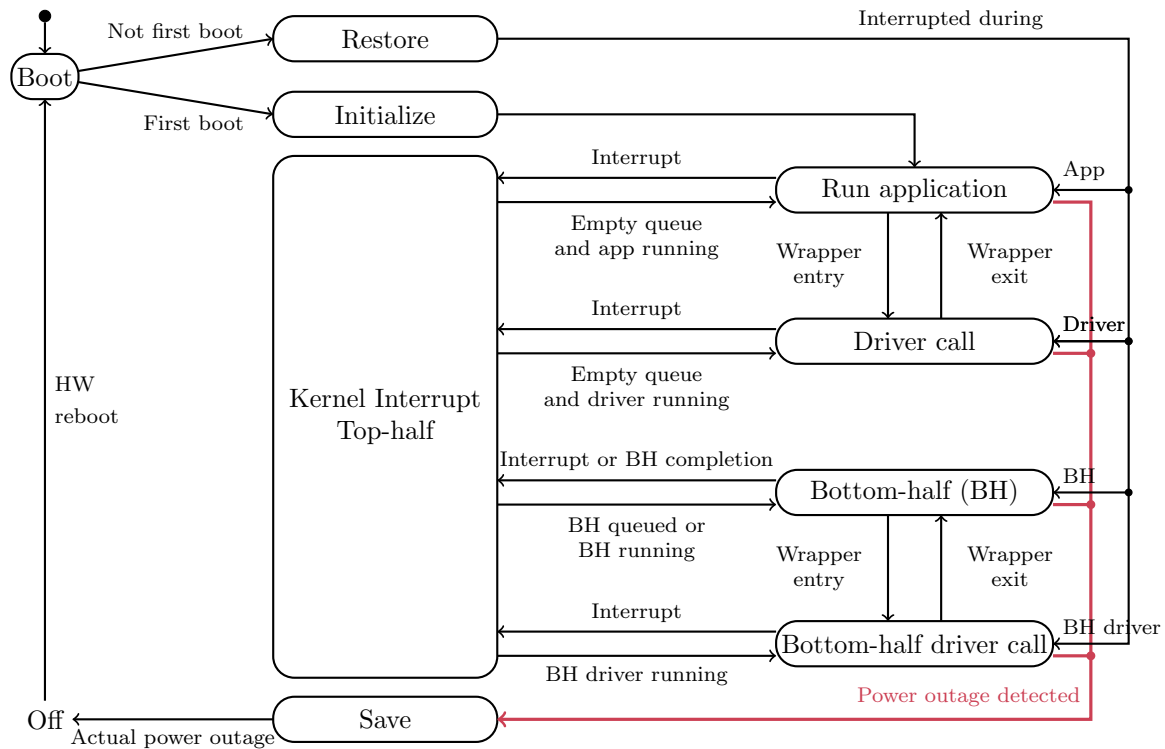 Interrupted during
Not first boot
Restore
Boot
First boot
Initialize
Interrupt
App
Run application
Empty queue
and app running
Wrapper
entry
Wrapper
exit
Interrupt
Driver
Driver call
Empty queue
and driver running
HW
reboot
Kernel Interrupt
Top-half
Interrupt or BH completion
BH
Bottom-half (BH)
BH queued or
BH running
Wrapper
entry
Wrapper
exit
Interrupt
BH driver
Bottom-half driver call
BH driver running
Power outage detected
Off
Save
Actual power outage